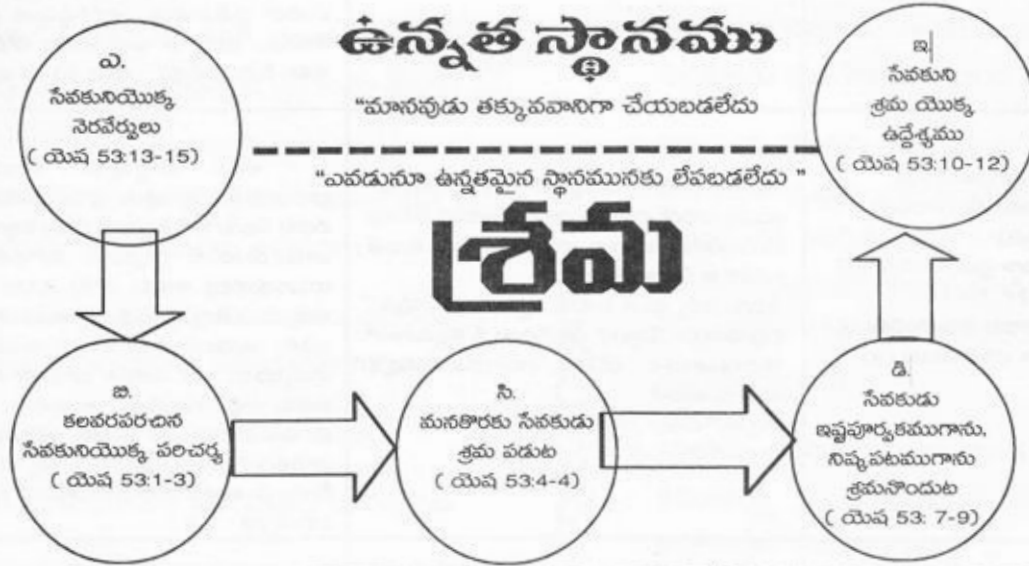 ఉన్నత స్థానము
"మానవుడు తక్కువవానిగా చేయబడలేదు
"ఎవడునూ ఉన్నతమైన స్థానమునకు లేపబడలేదు "
శ్రమ
ఎ.
సేవకునియొక్క
నెరవేర్పులు
( యెష 53:13-15)
బి.
కలవరపరచిన
సేవకునియొక్క పరిచర్య
( యెష 53:1-3)
సి.
మనకొరకు సేవకుడు
శ్రమ పడుట
( యెష 53:4-4)
డి.
సేవకుడు
ఇష్టపూర్వకముగాను,
నిష్కపటముగాను
శ్రమనొందుట
( యెష 53: 7-9)
ఇ.
సేవకుని
శ్రమ యొక్క
ఉద్దేశ్యము
( యెష 53:10-12)